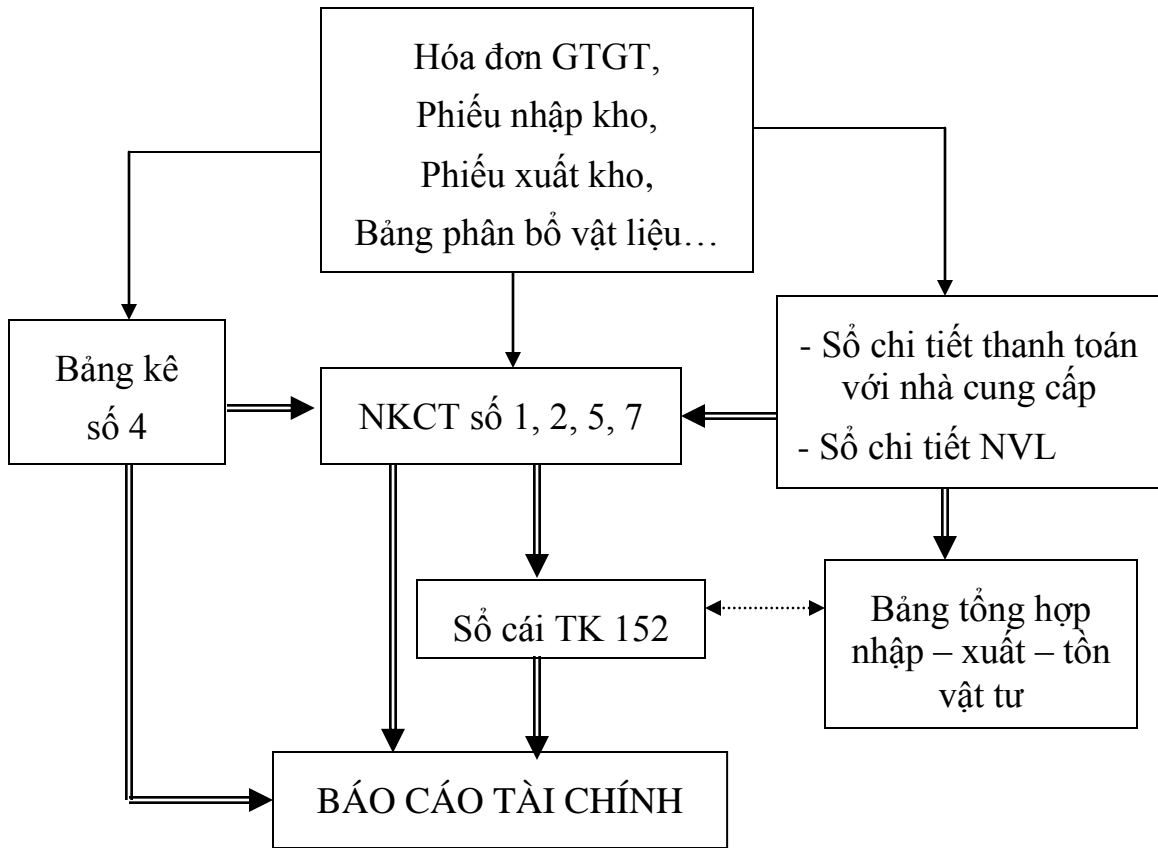 Hóa đơn GTGT,
Phiếu nhập kho,
Phiếu xuất kho,
Bảng phân bổ vật liệu…
Bảng kê
số 4
NKCT số 1, 2, 5, 7
- Sổ chi tiết thanh toán
với nhà cung cấp
- Sổ chi tiết NVL
Sổ cái TK 152
Bảng tổng hợp
nhập – xuất – tồn
vật tư
BÁO CÁO TÀI CHÍNH